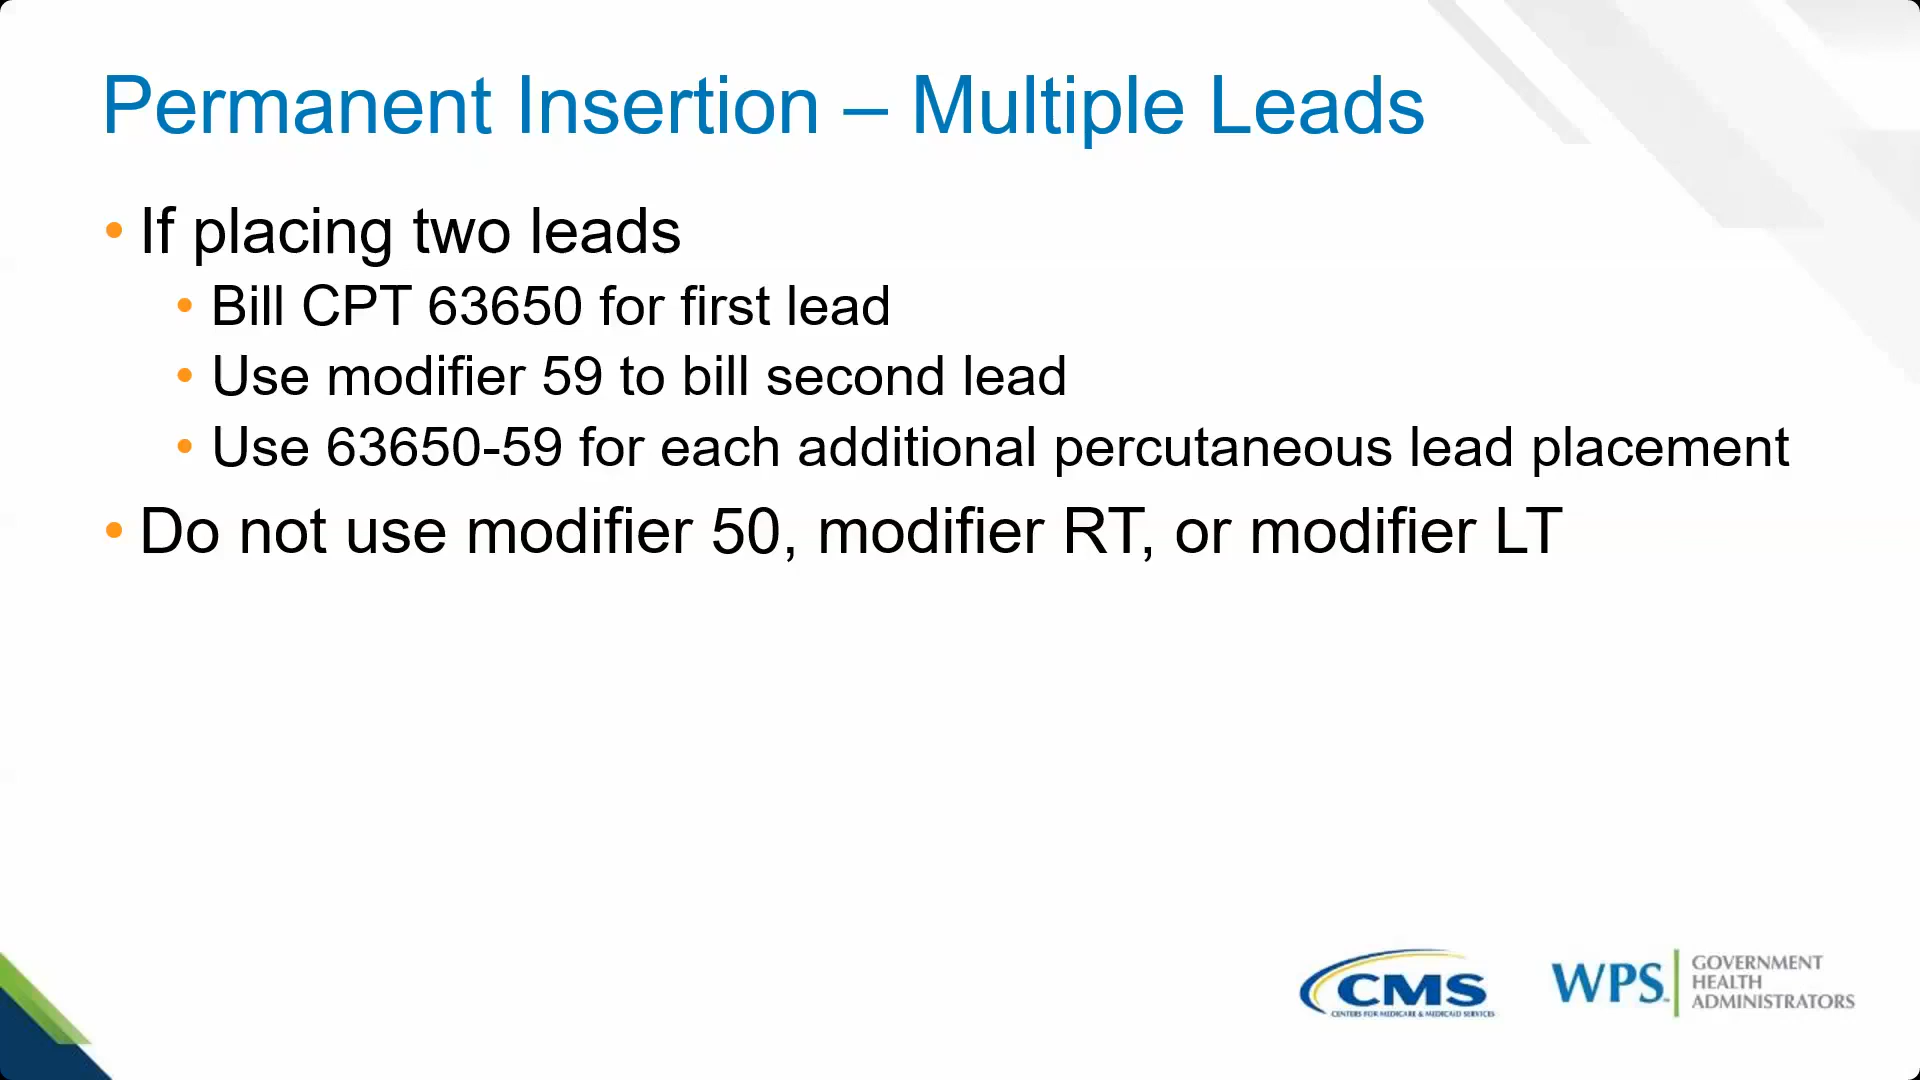 Permanent Insertion – Multiple Leads
• If placing two leads
• Bill CPT 63650 for first lead
• Use modifier 59 to bill second lead
• Use 63650-59 for each additional percutaneous lead placement
• Do not use modifier 50, modifier RT, or modifier LT
CMS
CENTERS FOR MEDICARE & MEDICAID SERVICES
WPS
GOVERNMENT
HEALTH
ADMINISTRATORS